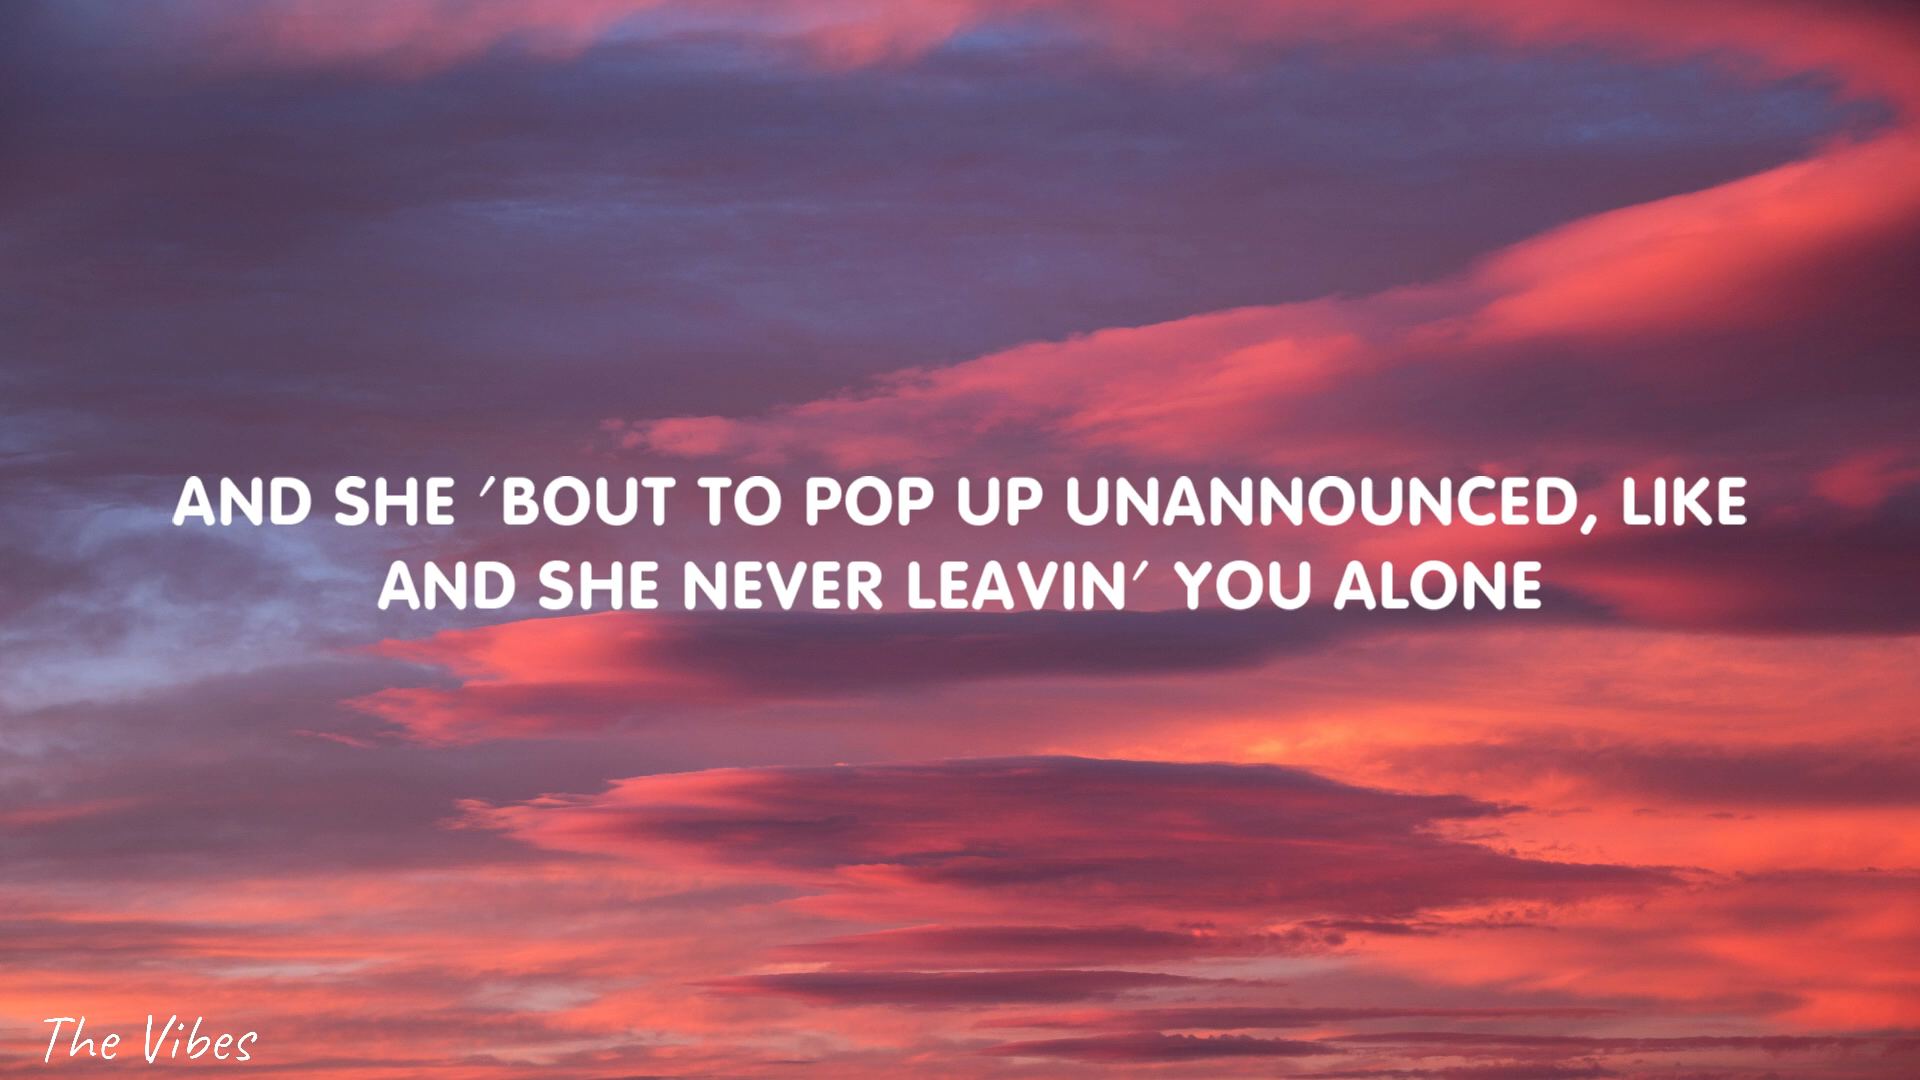 AND SHE 'BOUT TO POP UP UNANNOUNCED, LIKE
AND SHE NEVER LEAVIN' YOU ALONE
The Vibes